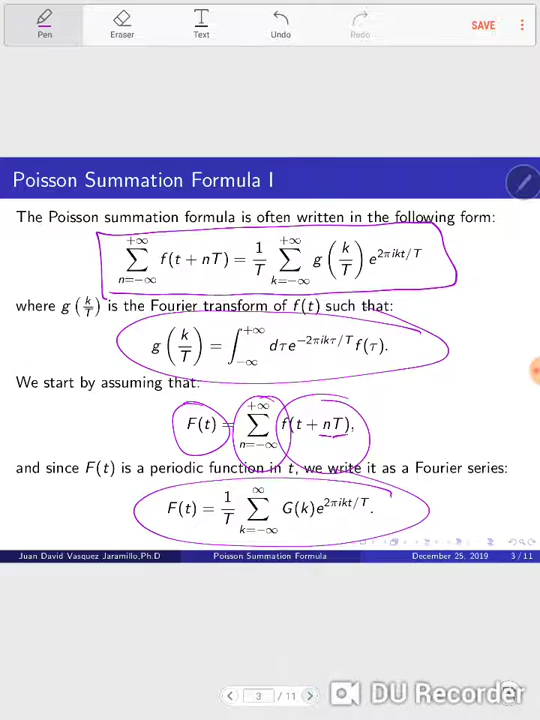 Pen Eraser Text Undo Redo SAVE
Poisson Summation Formula I
The Poisson summation formula is often written in the following form:
∑_{n=−∞}^{+∞} f(t + nT) = 1/T ∑_{k=−∞}^{+∞} g(k/T) e^{2πikt/T}
where g(k/T) is the Fourier transform of f(t) such that:
g(k/T) = ∫_{−∞}^{+∞} dτe^{−2πikτ/T} f(τ).
We start by assuming that:
F(t) = ∑_{n=−∞}^{+∞} f(t + nT),
and since F(t) is a periodic function in t, we write it as a Fourier series:
F(t) = 1/T ∑_{k=−∞}^{∞} G(k)e^{2πikt/T}.
Juan David Vasquez Jaramillo,Ph.D Poisson Summation Formula December 25, 2019 3 / 11
3 / 11
DU Recorder